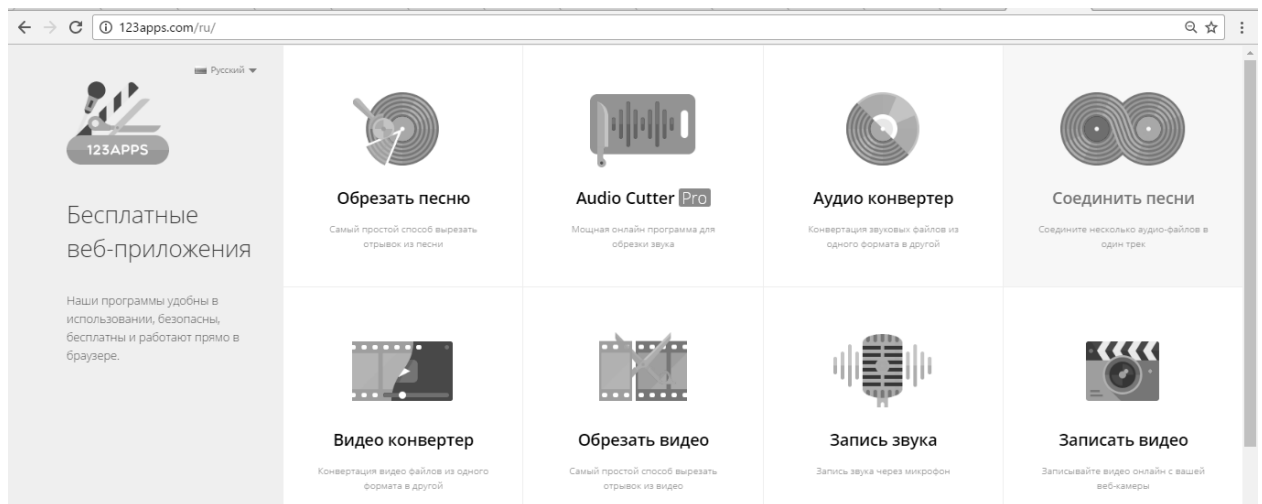 123apps.com/ru/
Русский
123APPS
Бесплатные
веб-приложения
Наши программы удобны в
использовании, безопасны,
бесплатны и работают прямо в
браузере.
Обрезать песню
Самый простой способ вырезать
отрывок из песни
Audio Cutter Pro
Мощная онлайн программа для
обрезки звука
Аудио конвертер
Конвертация звуковых файлов из
одного формата в другой
Соединить песни
Соедините несколько аудио-файлов в
один трек
Видео конвертер
Конвертация видео файлов из одного
формата в другой
Обрезать видео
Самый простой способ вырезать
отрывок из видео
Запись звука
Запись звука через микрофон
Записать видео
Записывайте видео онлайн с вашей
веб-камеры